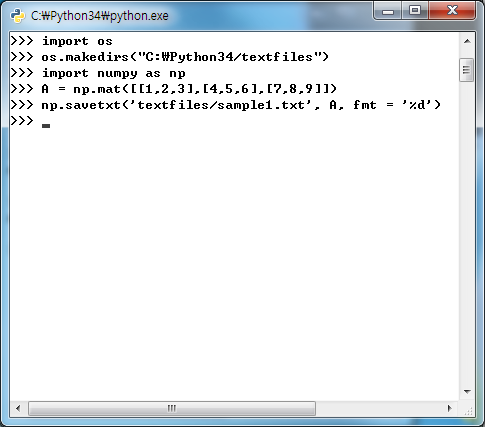 C:₩Python34₩python.exe
>>> import os
>>> os.makedirs("C:₩Python34/textfiles")
>>> import numpy as np
>>> A = np.mat([[1,2,3],[4,5,6],[7,8,9]])
>>> np.savetxt('textfiles/sample1.txt', A, fmt = '%d')
>>> _